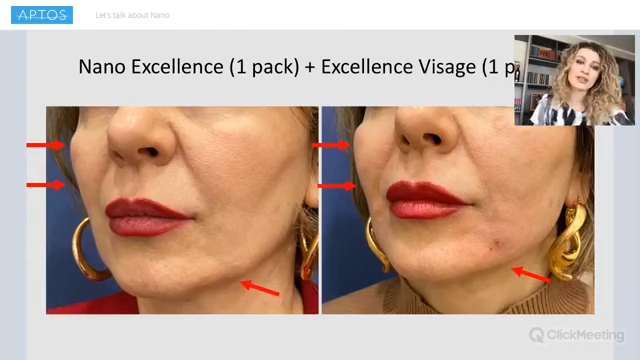 APTOS
Let's talk about Nano
Nano Excellence (1 pack) + Excellence Visage (1 p
ClickMeeting